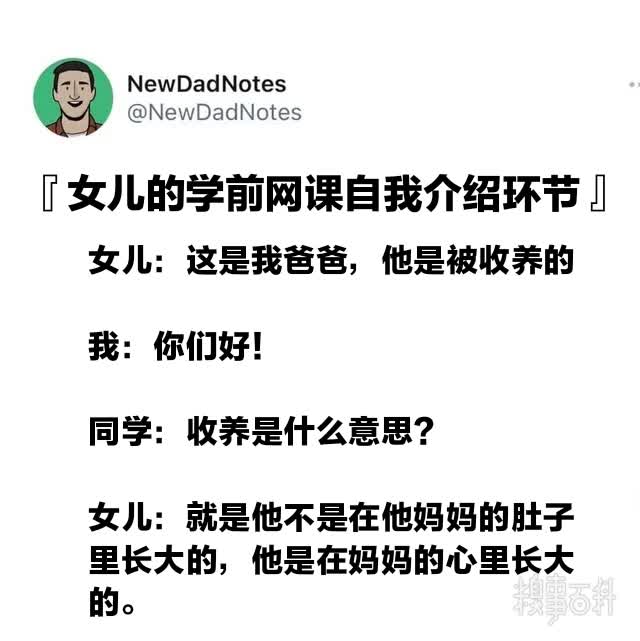 NewDadNotes
@NewDadNotes
『女儿的学前网课自我介绍环节』
女儿：这是我爸爸，他是被收养的
我：你们好！
同学：收养是什么意思？
女儿：就是他不是在他妈妈的肚子
里长大的，他是在妈妈的心里长大
的。
糗事百科